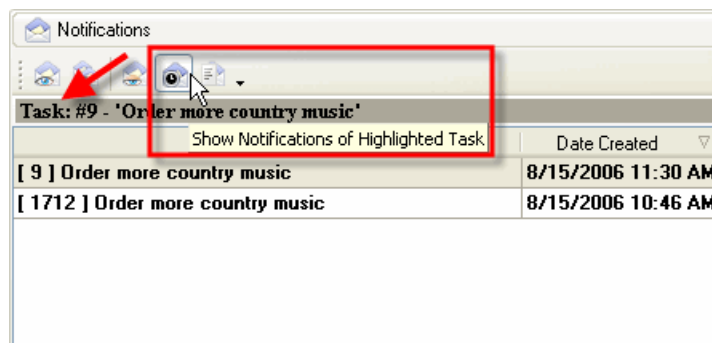 Notifications
Task: #9 - 'Order more country music'
Show Notifications of Highlighted Task
Date Created
[ 9 ] Order more country music 8/15/2006 11:30 AM
[ 1712 ] Order more country music 8/15/2006 10:46 AM